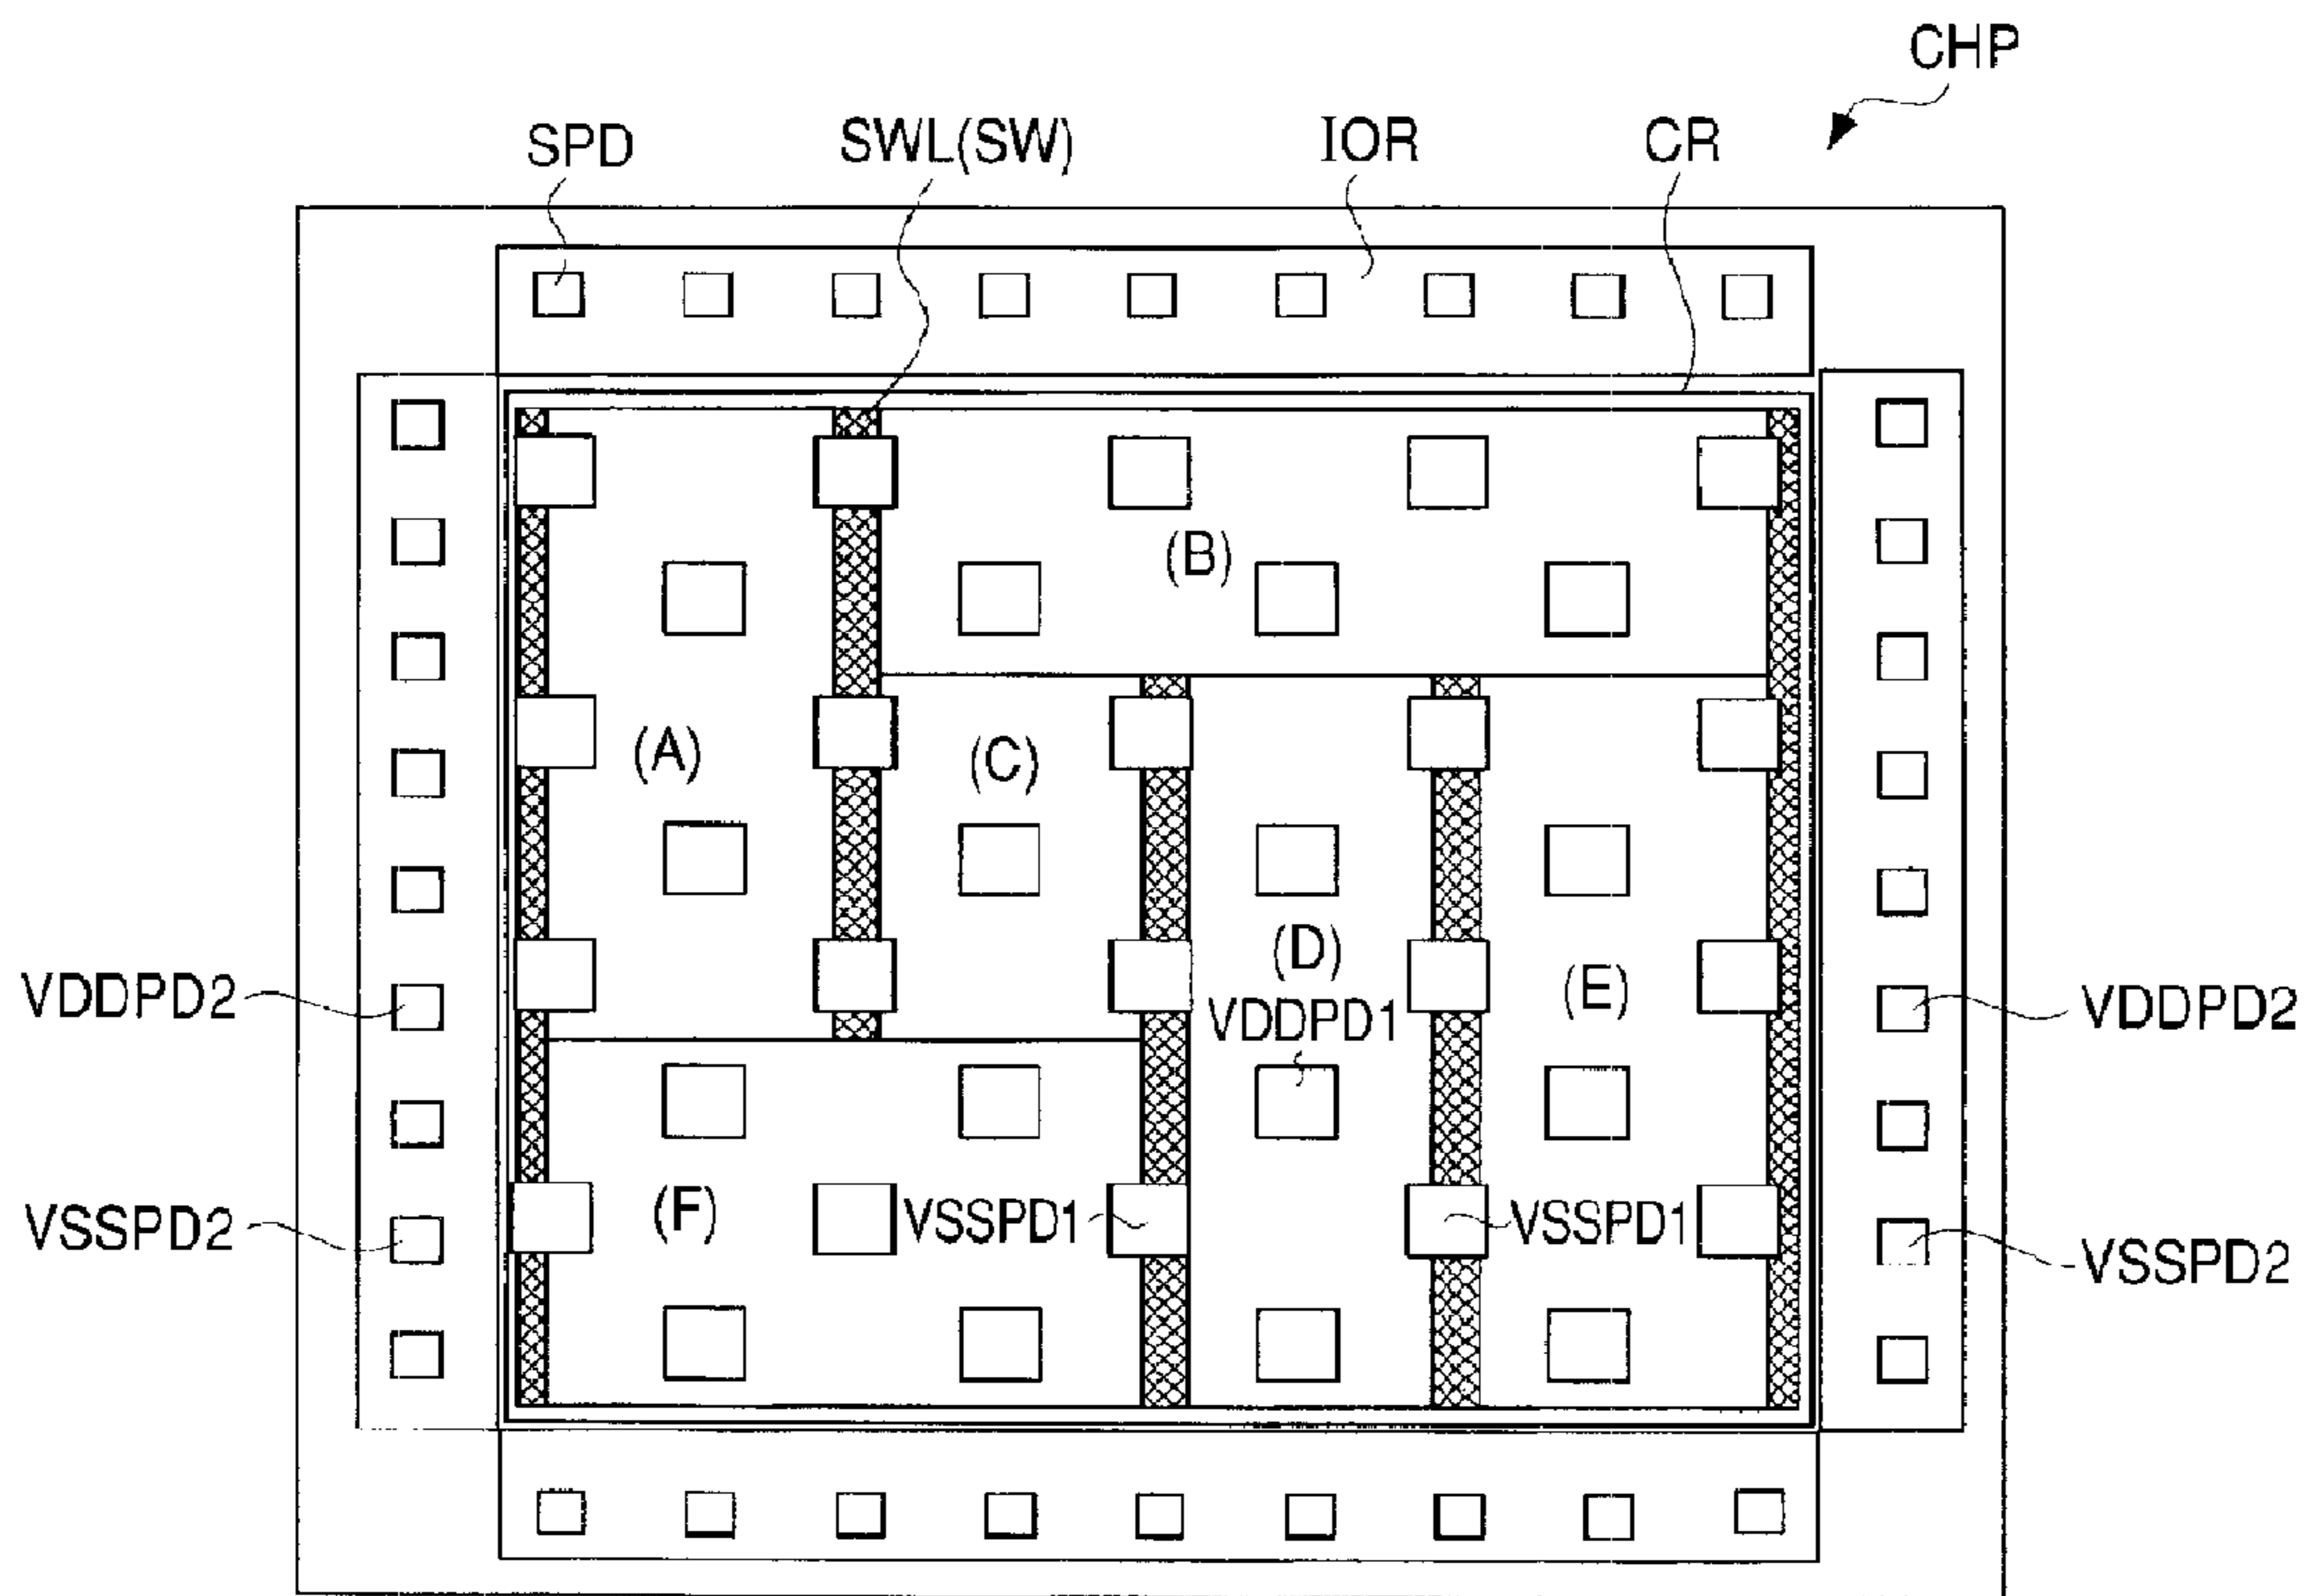 CHP
SPD
SWL(SW)
IOR
CR
(B)
(A)
(C)
(D)
(E)
VDDPD2
VDDPD1
VDDPD2
VSSPD2
(F)
VSSPD1
VSSPD1
VSSPD2